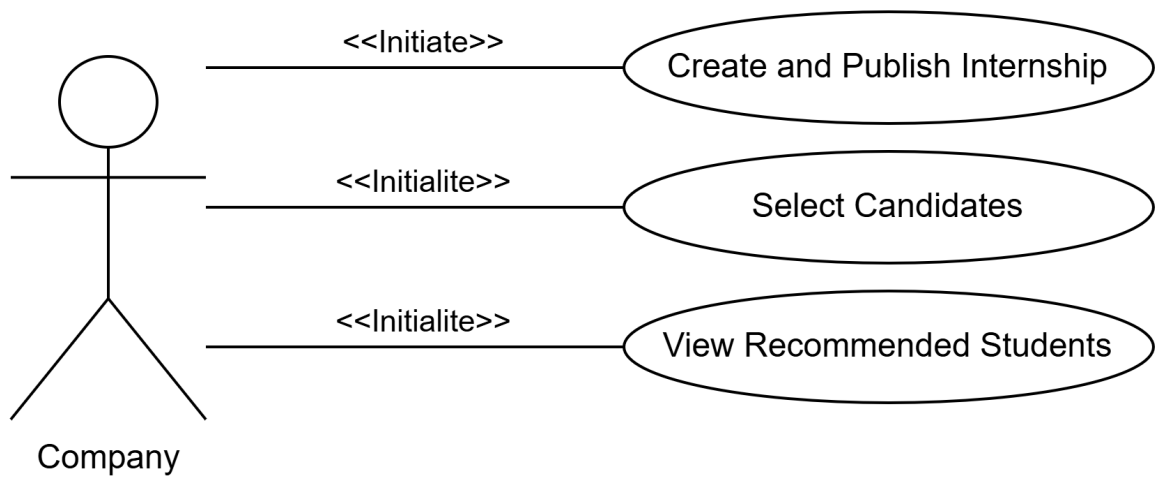 <<Initiate>>
Create and Publish Internship
<<Initialite>>
Select Candidates
<<Initialite>>
View Recommended Students
Company